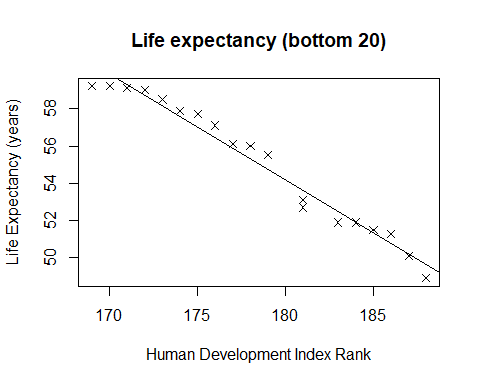 Life expectancy (bottom 20)
Life Expectancy (years)
58
56
54
52
50
170 175 180 185
Human Development Index Rank